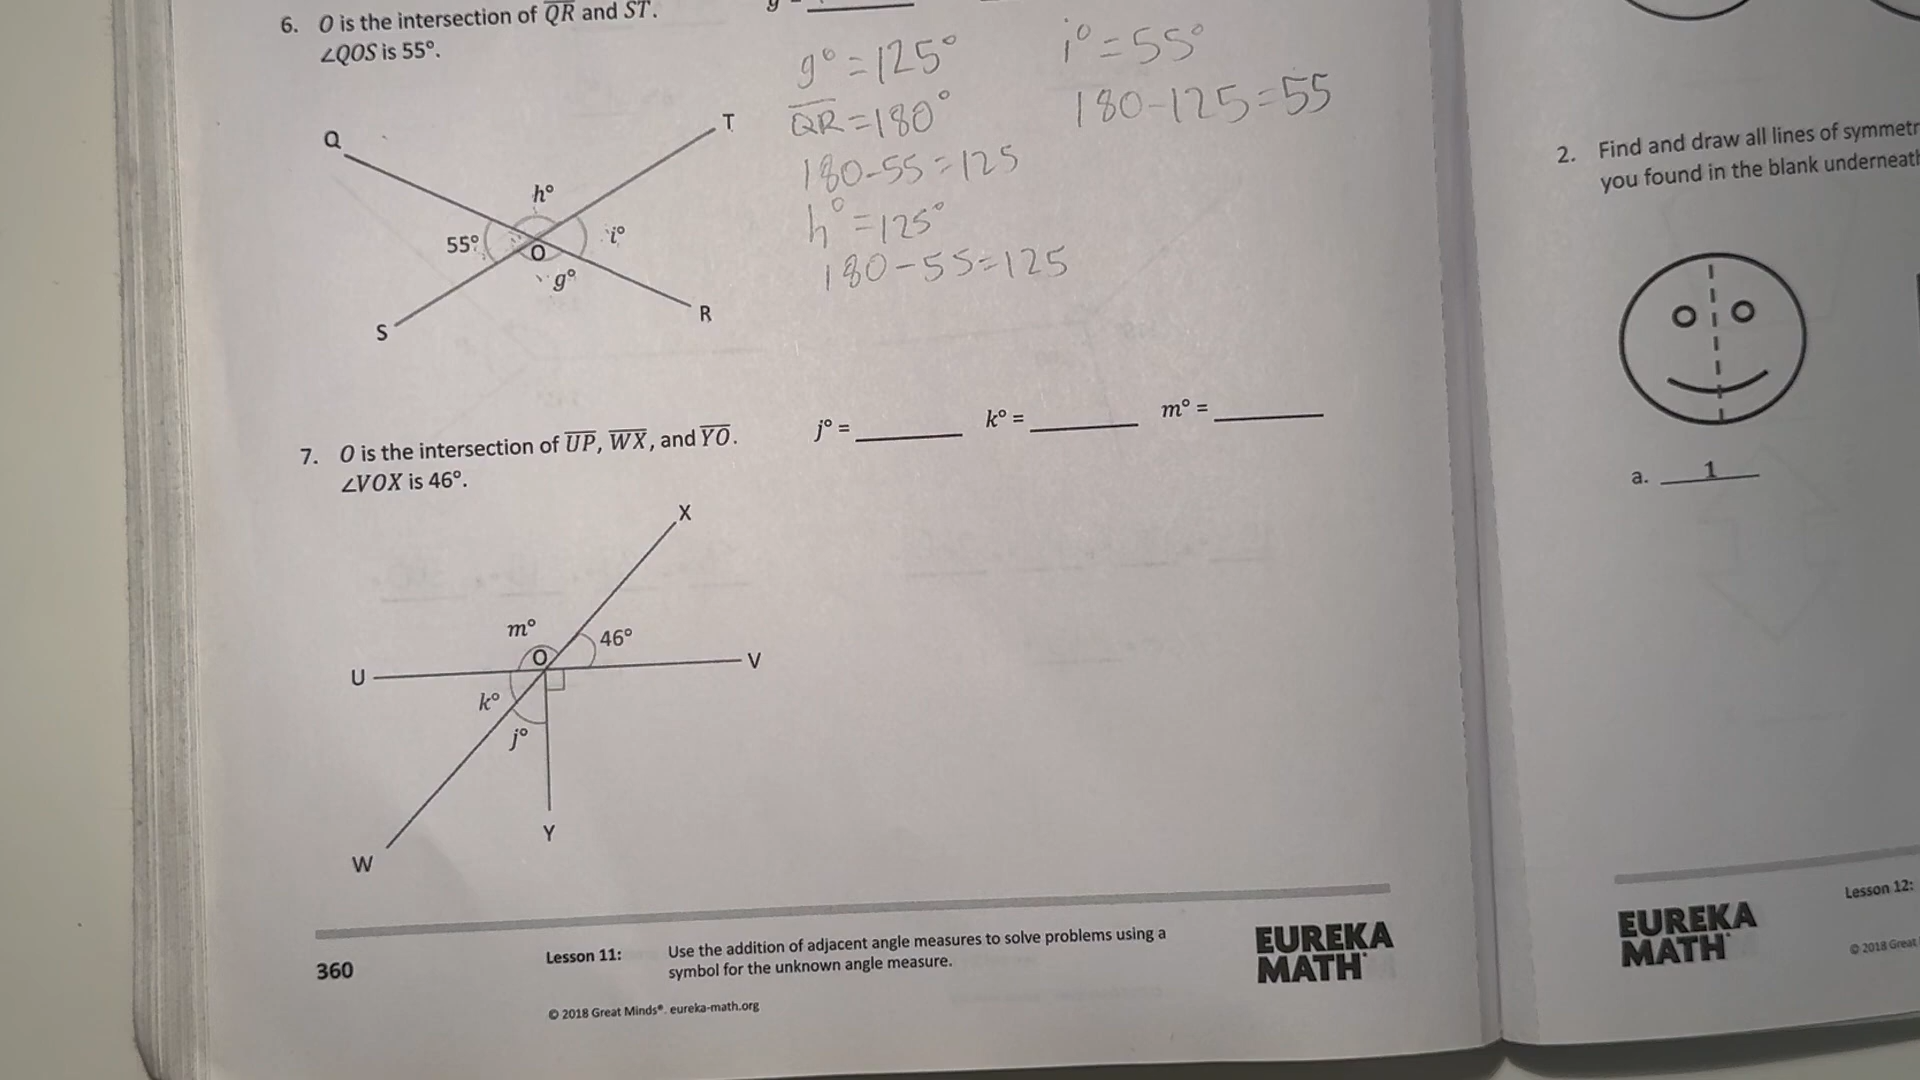 6. O is the intersection of QR and ST.
∠QOS is 55°.
g° = 125°
QR = 180°
180-55=125
h° = 125°
180-55=125
i° = 55°
180-125=55
Q
T
h°
55°
O
i°
g°
S
R
7. O is the intersection of UP, WX, and YO.
∠VOX is 46°.
j° = ______ k° = ______ m° = ______
X
m°
46°
O
U
V
k°
j°
Y
W
360
Lesson 11: Use the addition of adjacent angle measures to solve problems using a
symbol for the unknown angle measure.
© 2018 Great Minds®. eureka-math.org
EUREKA
MATH
2. Find and draw all lines of
you found in the blank
a. 1
EUREKA
MATH
Lesson 12:
© 2018 Great